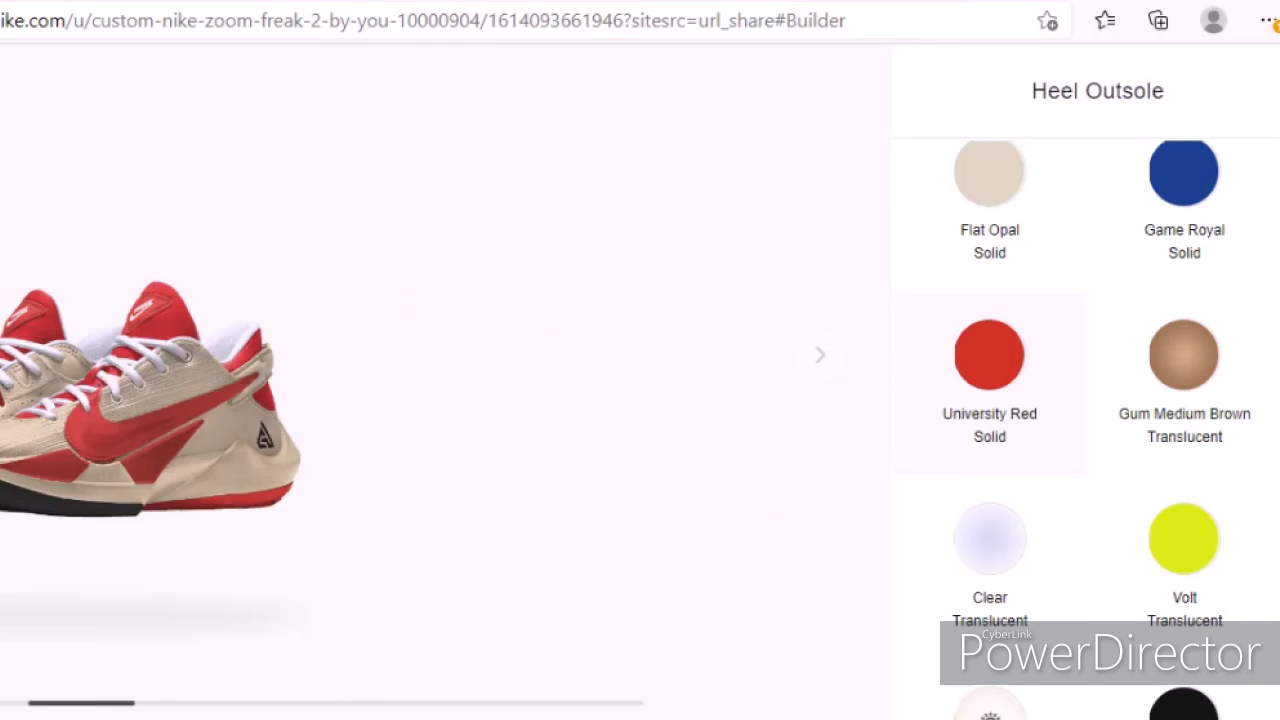 ike.com/u/custom-nike-zoom-freak-2-by-you-10000904/1614093661946?sitesrc=url_share#Builder
Heel Outsole
Flat Opal
Solid
Game Royal
Solid
University Red
Solid
Gum Medium Brown
Translucent
Clear
Translucent
Volt
Translucent
CyberLink
PowerDirector